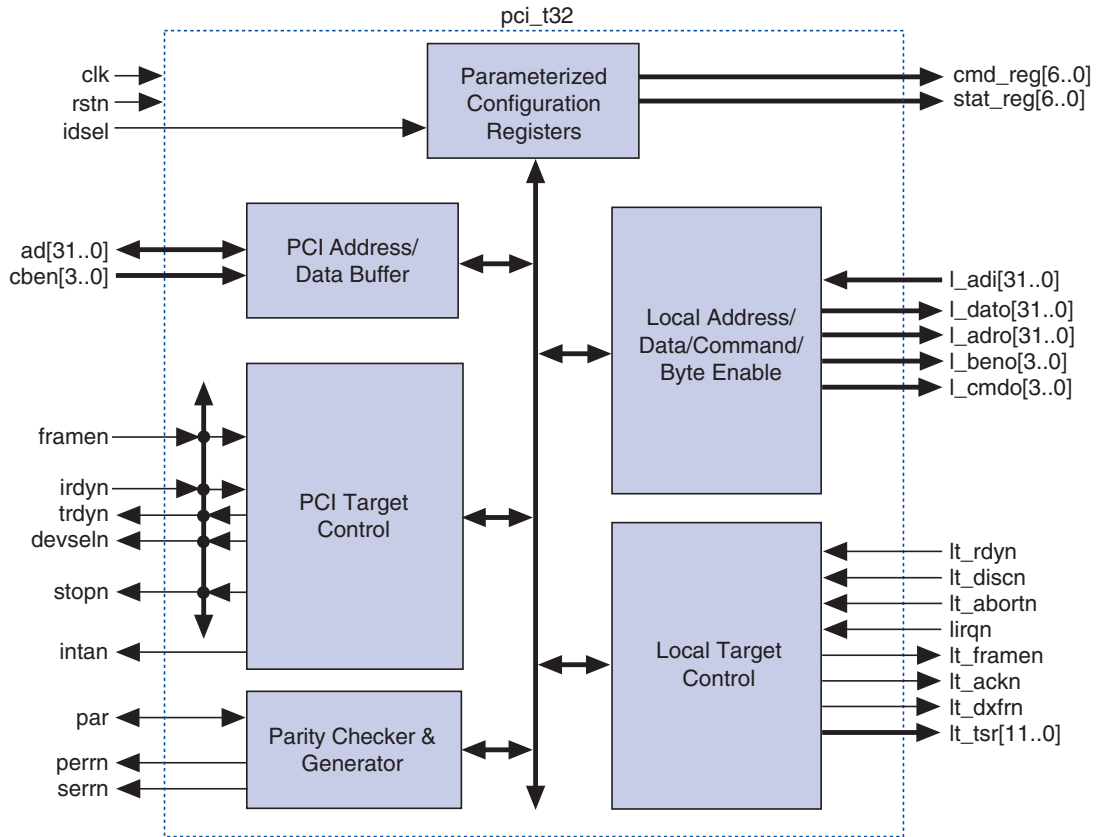 pci_t32
clk
rstn
idsel
Parameterized
Configuration
Registers
cmd_reg[6..0]
stat_reg[6..0]
ad[31..0]
cben[3..0]
PCI Address/
Data Buffer
Local Address/
Data/Command/
Byte Enable
l_adi[31..0]
l_dato[31..0]
l_adro[31..0]
l_beno[3..0]
l_cmdo[3..0]
framen
irdyn
trdyn
devseln
stopn
intan
PCI Target
Control
Local Target
Control
lt_rdyn
lt_discn
lt_abortn
lirqn
lt_framen
lt_ackn
lt_dxfrn
lt_tsr[11..0]
par
perrn
serrn
Parity Checker &
Generator